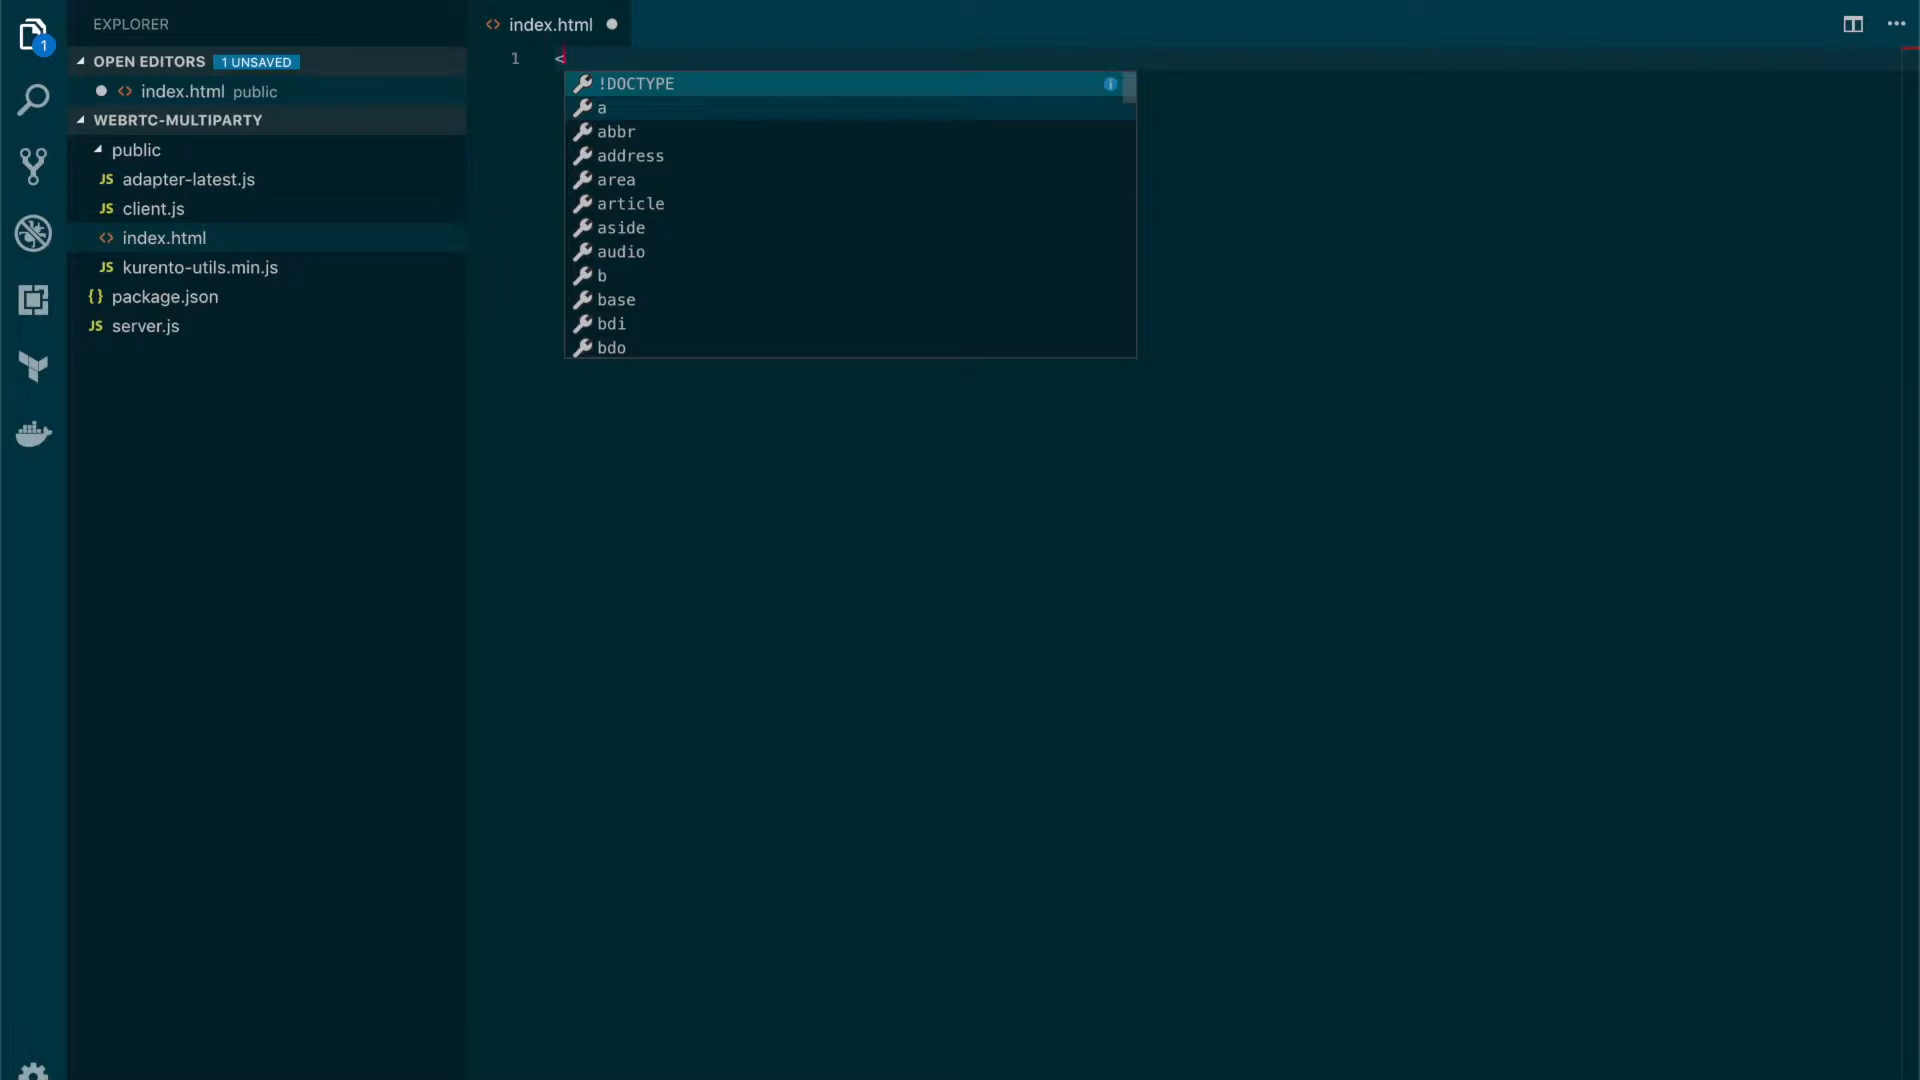 EXPLORER
index.html
1
OPEN EDITORS 1 UNSAVED
1 <
index.html public
WEBRTC-MULTIPARTY
public
JS adapter-latest.js
JS client.js
<> index.html
JS kurento-utils.min.js
{} package.json
JS server.js
!DOCTYPE
a
abbr
address
area
article
aside
audio
b
base
bdi
bdo